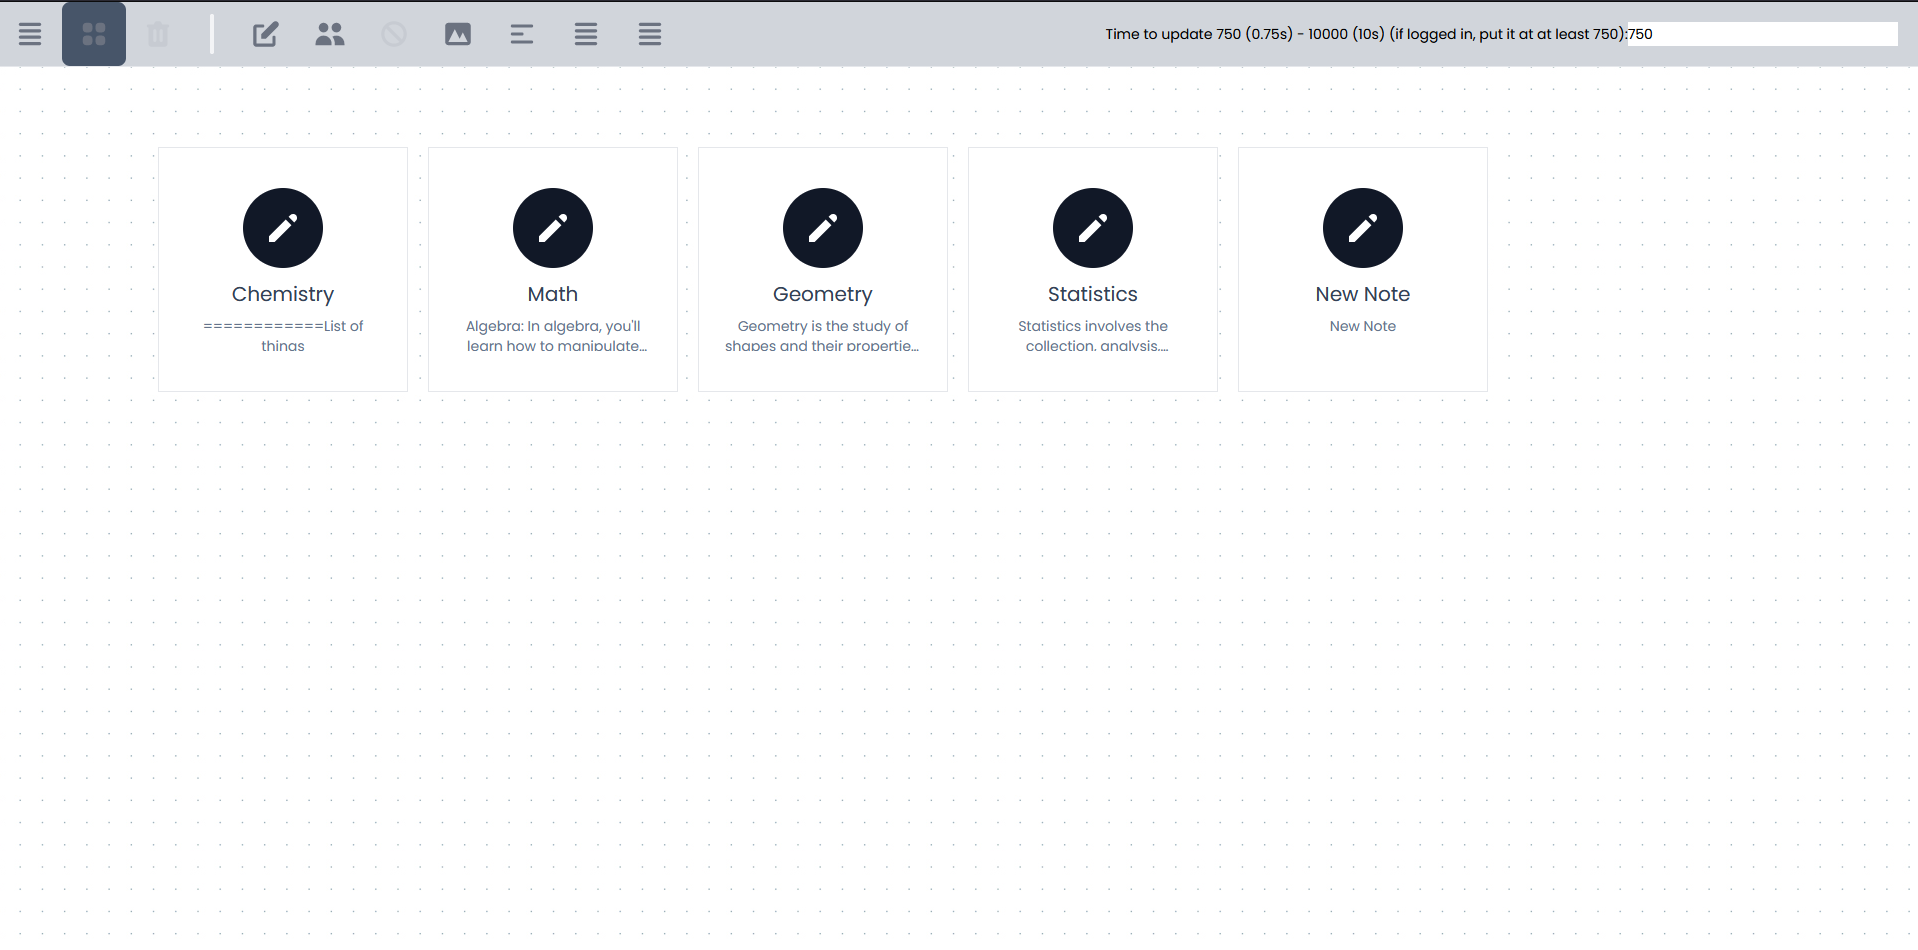 Time to update 750 (0.75s) - 10000 (10s) (if logged in, put it at at least 750):750
Chemistry
============List of
things
Math
Algebra: In algebra, you'll
learn how to manipulate…
Geometry
Geometry is the study of
shapes and their propertie…
Statistics
Statistics involves the
collection, analysis,…
New Note
New Note